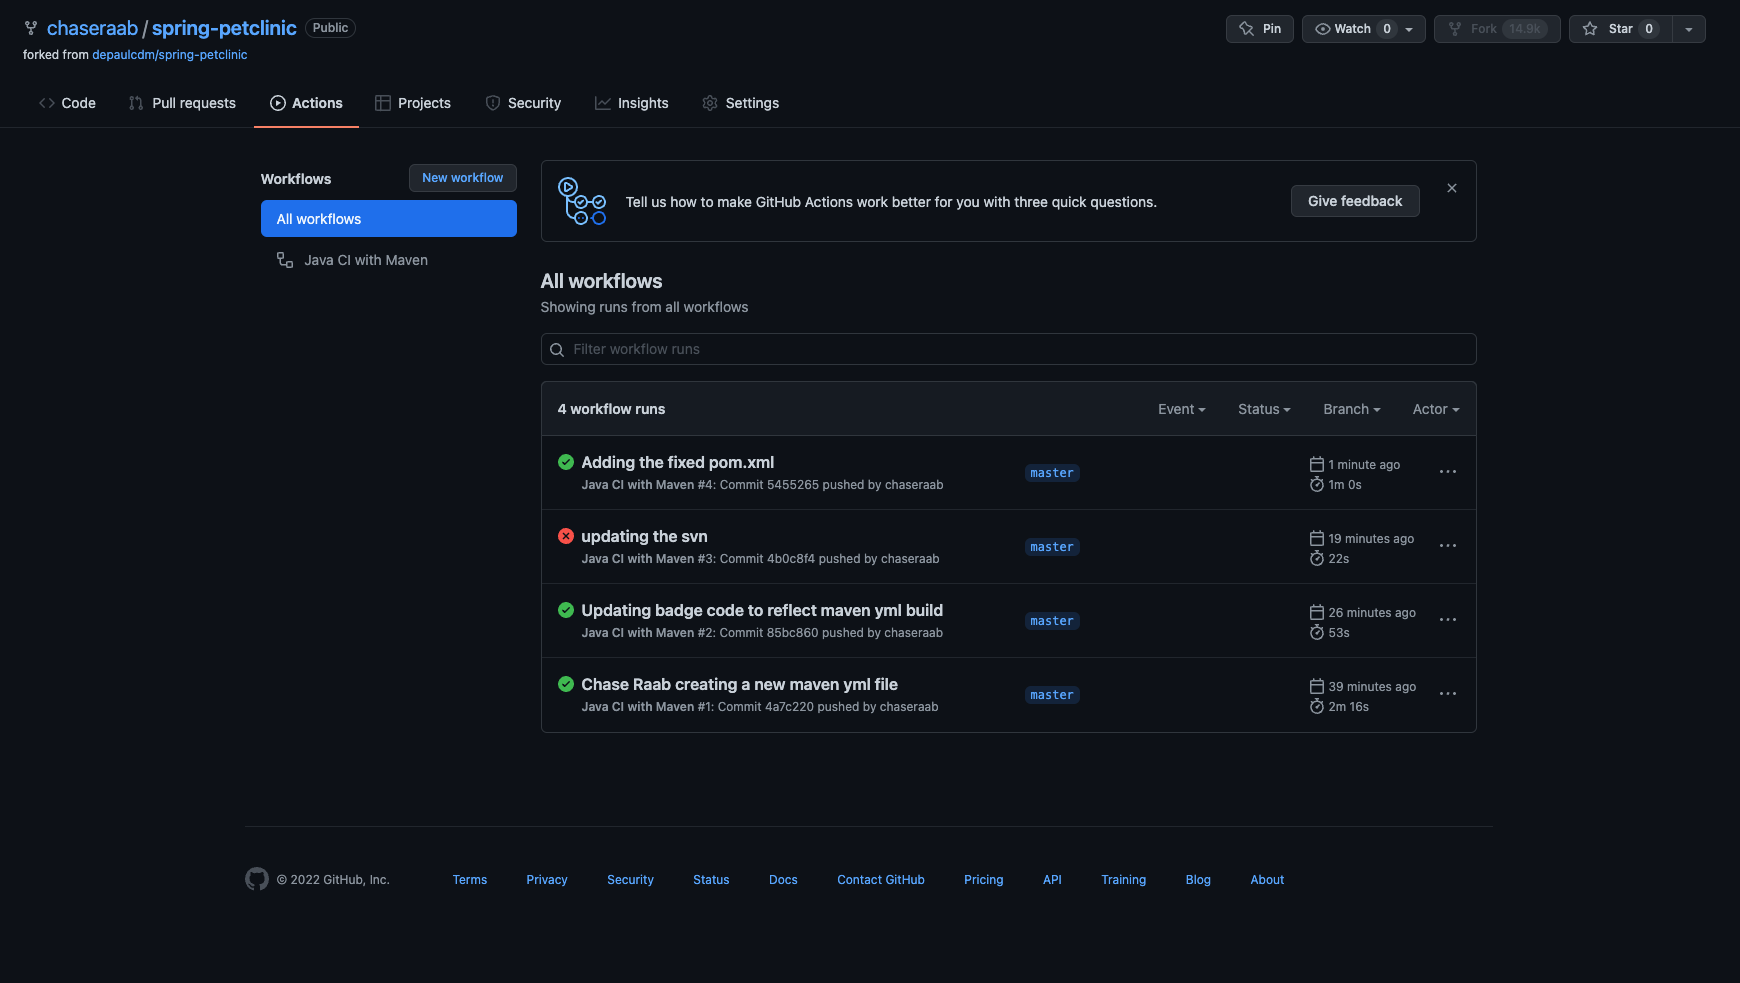 chaseraab / spring-petclinic Public
Pin Watch 0 Fork 14.9k Star 0
forked from depaulcdm/spring-petclinic
Code Pull requests Actions Projects Security Insights Settings
Workflows New workflow
All workflows
Java CI with Maven
Tell us how to make GitHub Actions work better for you with three quick questions. Give feedback
All workflows
Showing runs from all workflows
Filter workflow runs
4 workflow runs Event Status Branch Actor
Adding the fixed pom.xml
Java CI with Maven #4: Commit 5455265 pushed by chaseraab
master
1 minute ago
1m 0s
updating the svn
Java CI with Maven #3: Commit 4b0c8f4 pushed by chaseraab
master
19 minutes ago
22s
Updating badge code to reflect maven yml build
Java CI with Maven #2: Commit 85bc860 pushed by chaseraab
master
26 minutes ago
53s
Chase Raab creating a new maven yml file
Java CI with Maven #1: Commit 4a7c220 pushed by chaseraab
master
39 minutes ago
2m 16s
© 2022 GitHub, Inc. Terms Privacy Security Status Docs Contact GitHub Pricing API Training Blog About